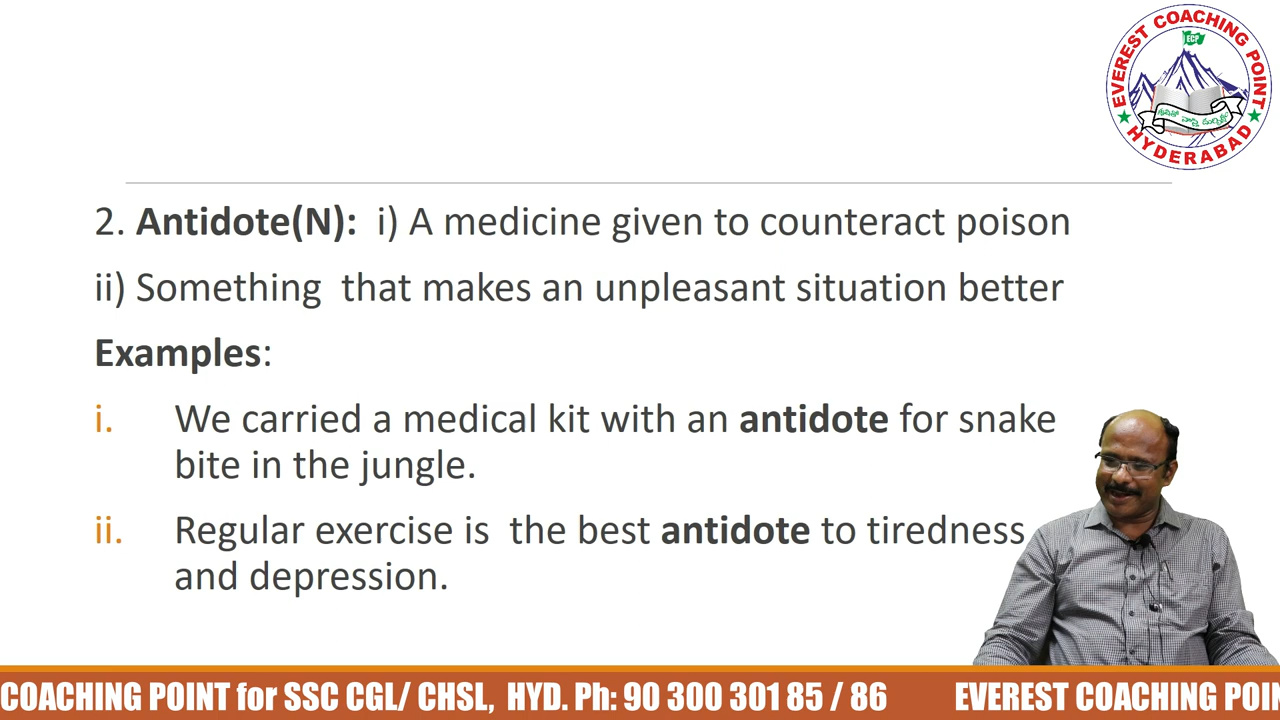 EVEREST COACHING POINT
ECP
HYDERABAD
2. Antidote(N): i) A medicine given to counteract poison
ii) Something that makes an unpleasant situation better
Examples:
i. We carried a medical kit with an antidote for snake
bite in the jungle.
ii. Regular exercise is the best antidote to tiredness
and depression.
COACHING POINT for SSC CGL/ CHSL, HYD. Ph: 90 300 301 85 / 86 EVEREST COACHING POIN